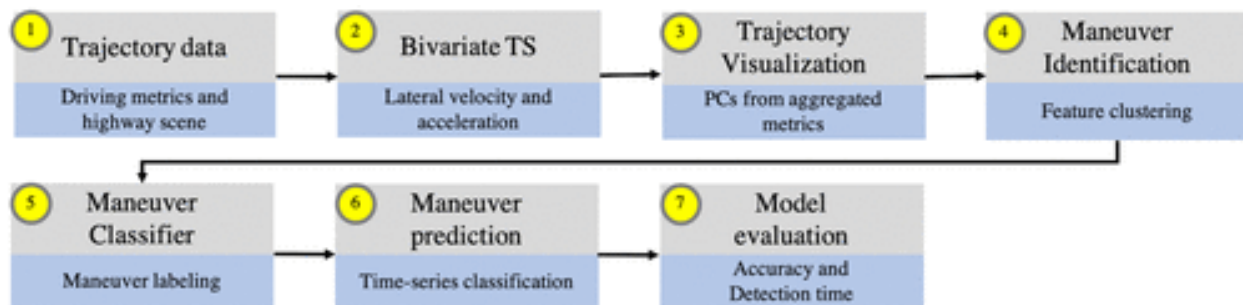 1
Trajectory data
Driving metrics and
highway scene
2
Bivariate TS
Lateral velocity and
acceleration
3
Trajectory
Visualization
PCs from aggregated
metrics
4
Maneuver
Identification
Feature clustering
5
Maneuver
Classifier
Maneuver labeling
6
Maneuver
prediction
Time-series classification
7
Model
evaluation
Accuracy and
Detection time